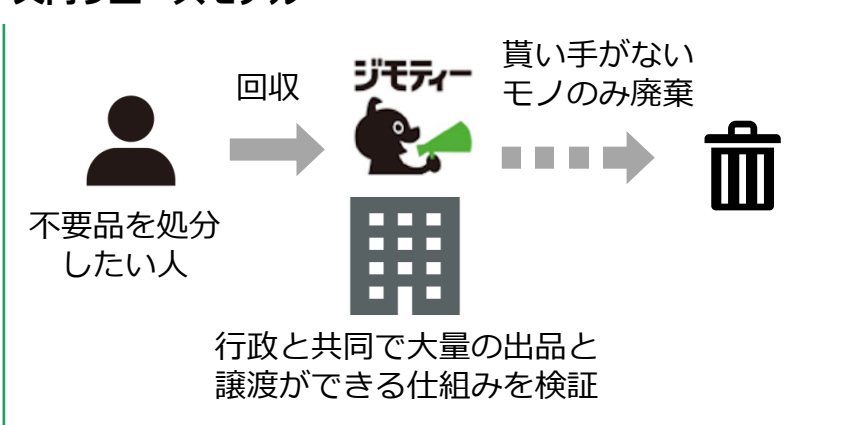 回収
ジモティー
貰い手がない
モノのみ廃棄
不要品を処分
したい人
行政と共同で大量の出品と
譲渡ができる仕組みを検証